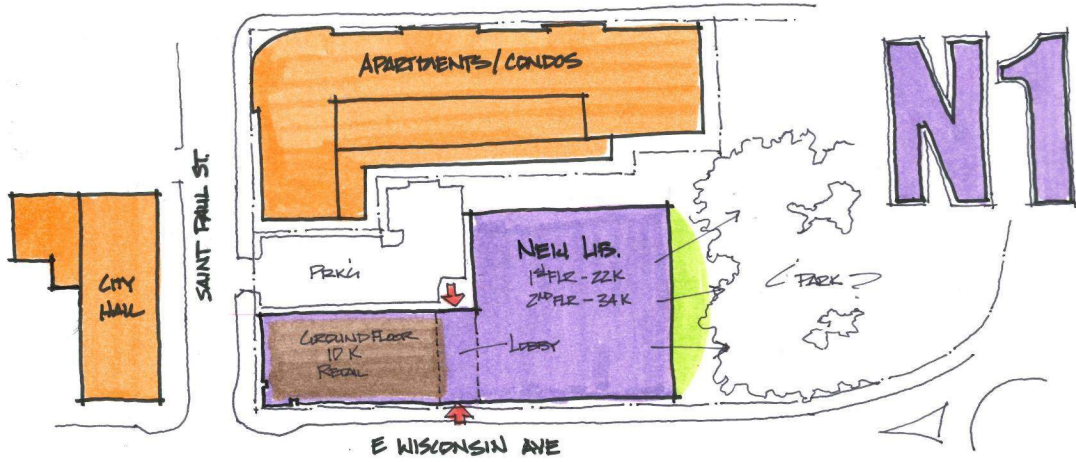 APARTMENTS/CONDOS
N1
SAINT PAUL ST.
CITY
HALL
PRK'G
NEW LIB.
1ST FLR - 22K
2ND FLR - 34K
PARK
GROUND FLOOR
10 K
RETAIL
LOBBY
E WISCONSIN AVE